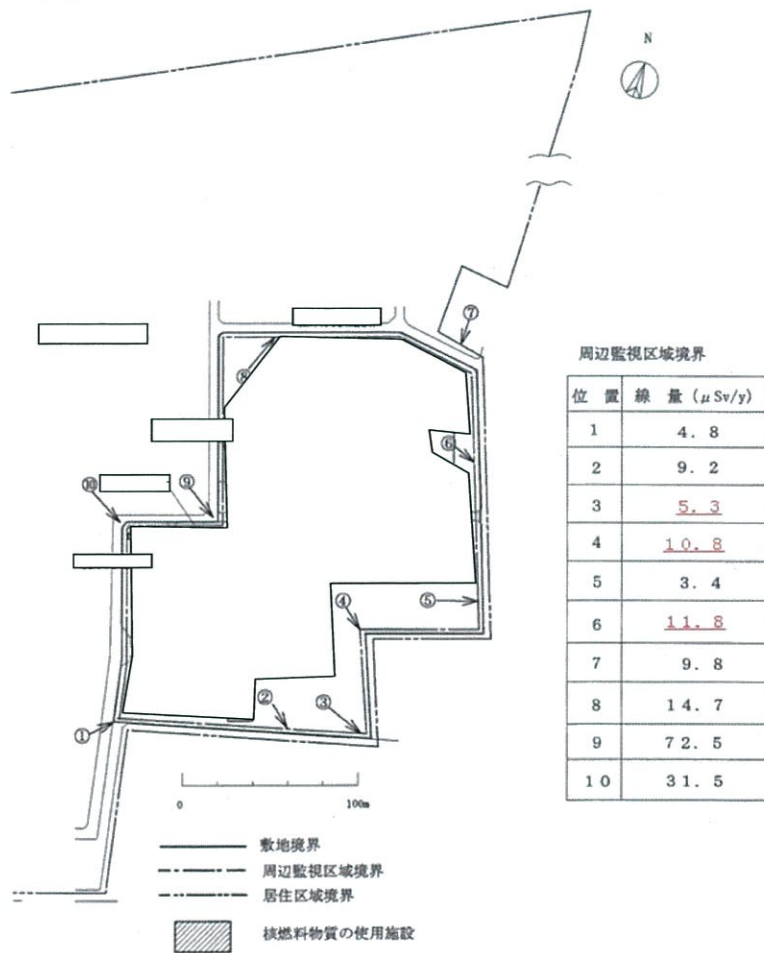 N
⑦
⑧
⑥
⑨
⑩
⑤
④
②
③
①
0 100m
敷地境界
周辺監視区域境界
居住区域境界
核燃料物質の使用施設
周辺監視区域境界
位 置 線 量 (μSv/y)
1 4.8
2 9.2
3 5.3
4 10.8
5 3.4
6 11.8
7 9.8
8 14.7
9 72.5
10 31.5